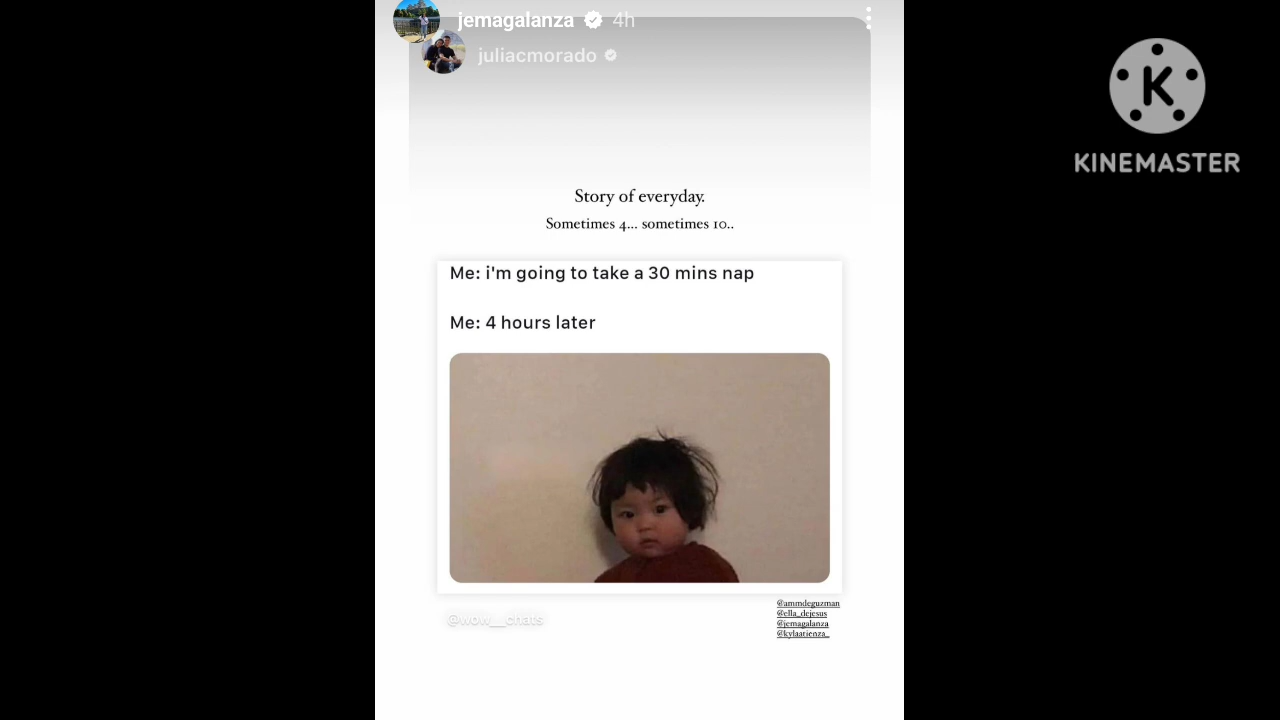 jemagalanza 4h
juliacmorado
KINEMASTER
Story of everyday.
Sometimes 4... sometimes 10..
Me: i'm going to take a 30 mins nap
Me: 4 hours later
@wow__chats
@ammdeguzman
@ella_dejesus
@jemagalanza
@kylaatienza_